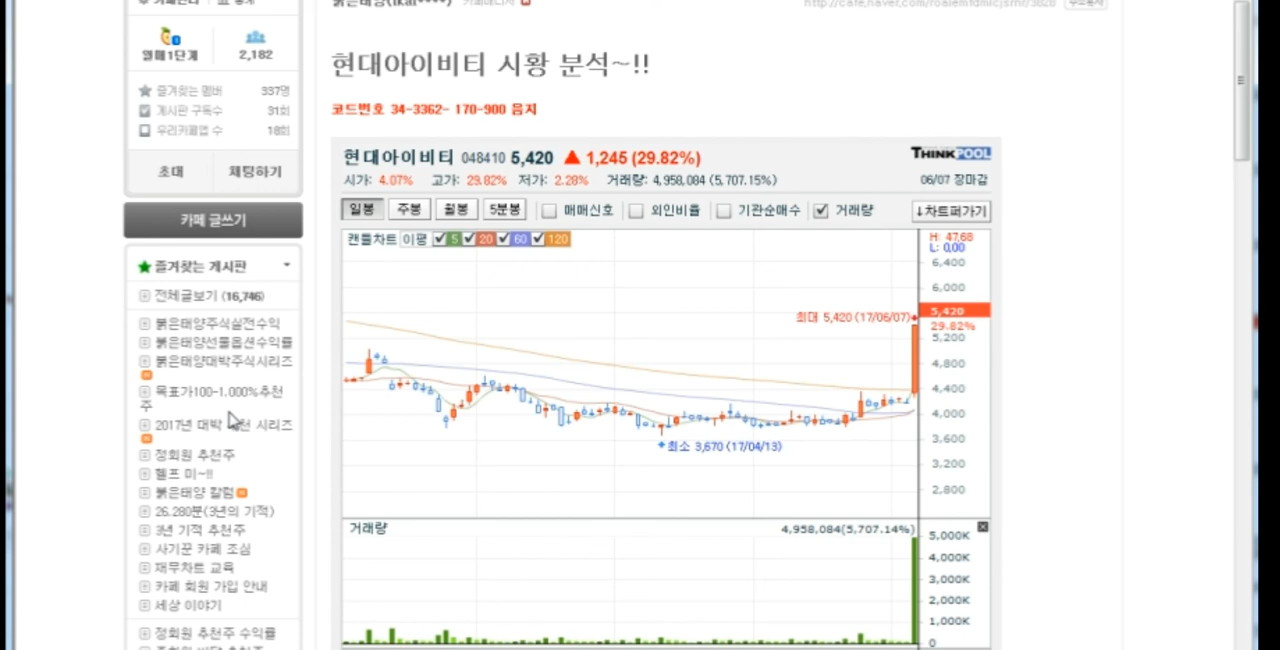 열매1단계 2,182
즐겨찾는 멤버 337명
게시판 구독수 31회
우리카페앱 수 18회
초대 채팅하기
카페 글쓰기
즐겨찾는 게시판
전체글보기 (16,746)
붉은태양주식실전수익
붉은태양선물옵션수익률
붉은태양대박주식시리즈
목표가100~1,000%추천
주
2017년 대박 시리즈
정회원 추천주
헬프 미~!!
붉은태양 칼럼
26,280분(3년의 기적)
3년 기적 추천주
사기꾼 카페 조심
재무차트 교육
카페 회원 가입 안내
세상 이야기
정회원 추천주 수익률
현대아이비티 시황 분석~!!
코드번호 34-3362- 170-900 음지
현대아이비티 048410 5,420 ▲ 1,245 (29.82%)
THINKPOOL
시가: 4.07% 고가: 29.82% 저가: 2.28% 거래량: 4,958,084 (5,707.15%) 06/07 장마감
일봉 주봉 월봉 5분봉 매매신호 외인비율 기관순매수 거래량 ↓차트퍼가기
캔들차트 이평 5 20 60 120
H: 47.68
L: 0.00
6,400
6,000
최대 5,420 (17/06/07)
5,420
29.82%
5,200
4,800
4,400
4,000
3,600
최소 3,670 (17/04/13)
3,200
2,800
거래량 4,958,084(5,707.14%)
5,000K
4,000K
3,000K
2,000K
1,000K
0